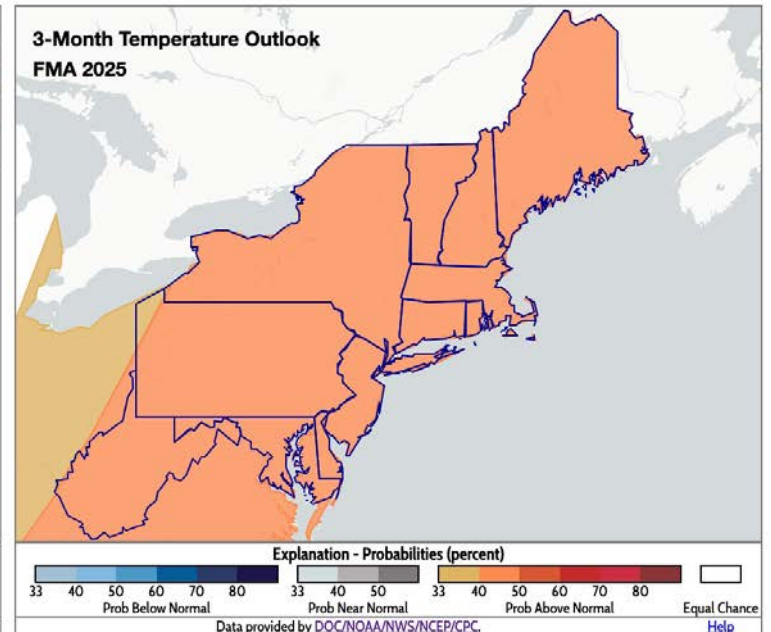 3-Month Temperature Outlook
FMA 2025
Explanation - Probabilities (percent)
33 40 50 60 70 80 33 40 50 33 40 50 60 70 80
Prob Below Normal Prob Near Normal Prob Above Normal Equal Chance
Data provided by DOC/NOAA/NWS/NCEP/CPC. Help